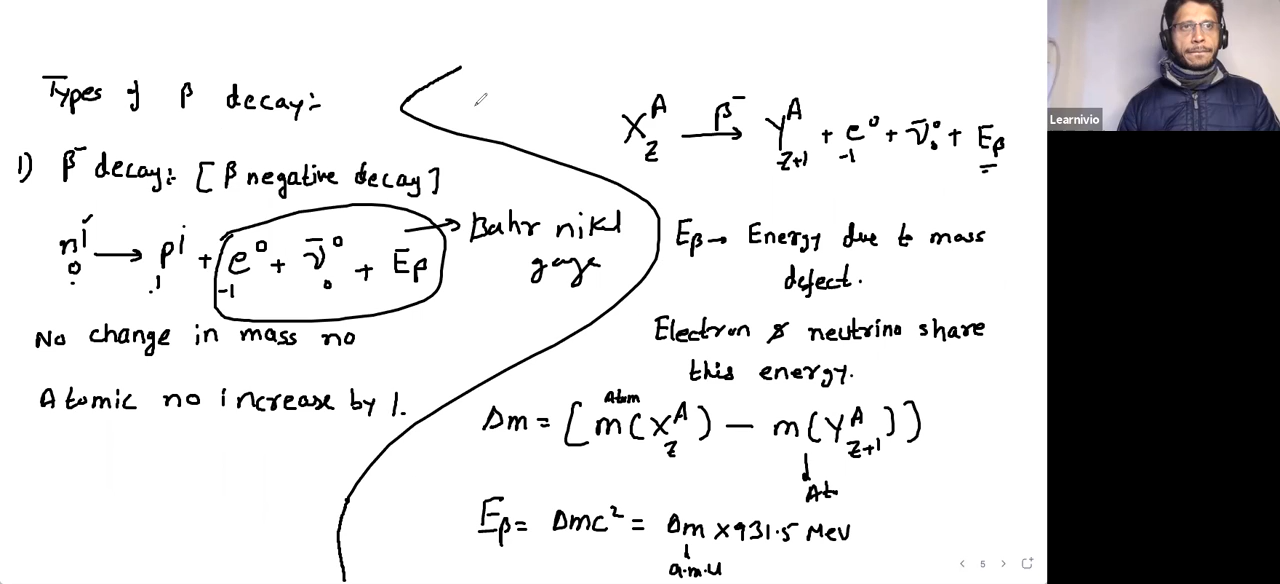 Types of β decay:-
1) β⁻ decay:- [β negative decay]
n¹₀ → p¹₁ + e⁰₋₁ + ν̄⁰₀ + Eβ → Bahr nikl
gaye
No change in mass no
Atomic no increase by 1.
X^A_Z —β⁻→ Y^A_Z+1 + e⁰₋₁ + ν̄⁰₀ + Eβ
Eβ → Energy due to mass
defect.
Electron & neutrino share
this energy.
Atom
Δm = [m(X^A_Z) — m(Y^A_Z+1)]
At
Eβ = Δmc² = Δm × 931.5 MeV
a.m.u
Learnivio
5